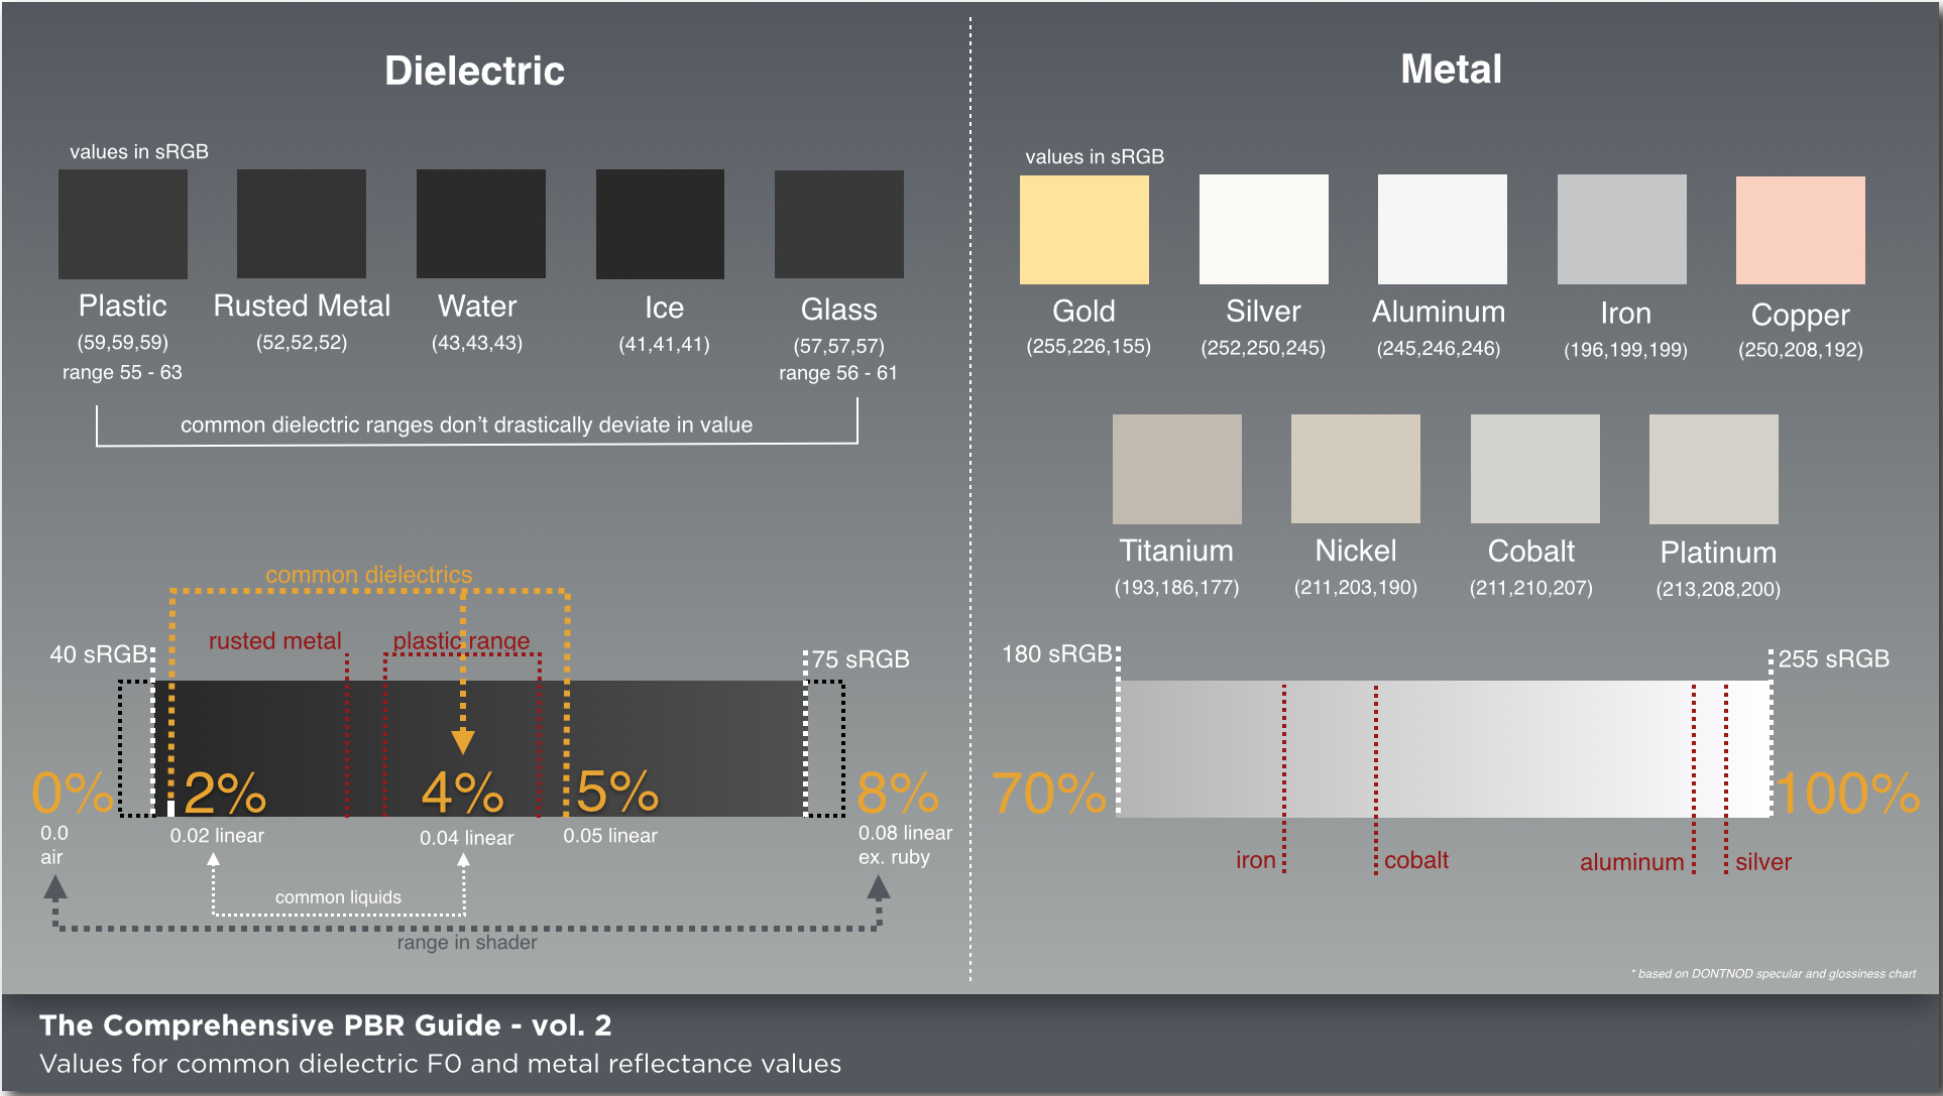 Dielectric
values in sRGB
Plastic
(59,59,59)
range 55 - 63
Rusted Metal
(52,52,52)
Water
(43,43,43)
Ice
(41,41,41)
Glass
(57,57,57)
range 56 - 61
common dielectric ranges don't drastically deviate in value
common dielectrics
rusted metal
plastic range
40 sRGB
75 sRGB
0%
2%
4%
5%
8%
0.0
air
0.02 linear
0.04 linear
0.05 linear
0.08 linear
ex. ruby
common liquids
range in shader
Metal
values in sRGB
Gold
(255,226,155)
Silver
(252,250,245)
Aluminum
(245,246,246)
Iron
(196,199,199)
Copper
(250,208,192)
Titanium
(193,186,177)
Nickel
(211,203,190)
Cobalt
(211,210,207)
Platinum
(213,208,200)
180 sRGB
255 sRGB
70%
100%
iron
cobalt
aluminum
silver
* based on DONTNOD specular and glossiness chart
The Comprehensive PBR Guide - vol. 2
Values for common dielectric F0 and metal reflectance values